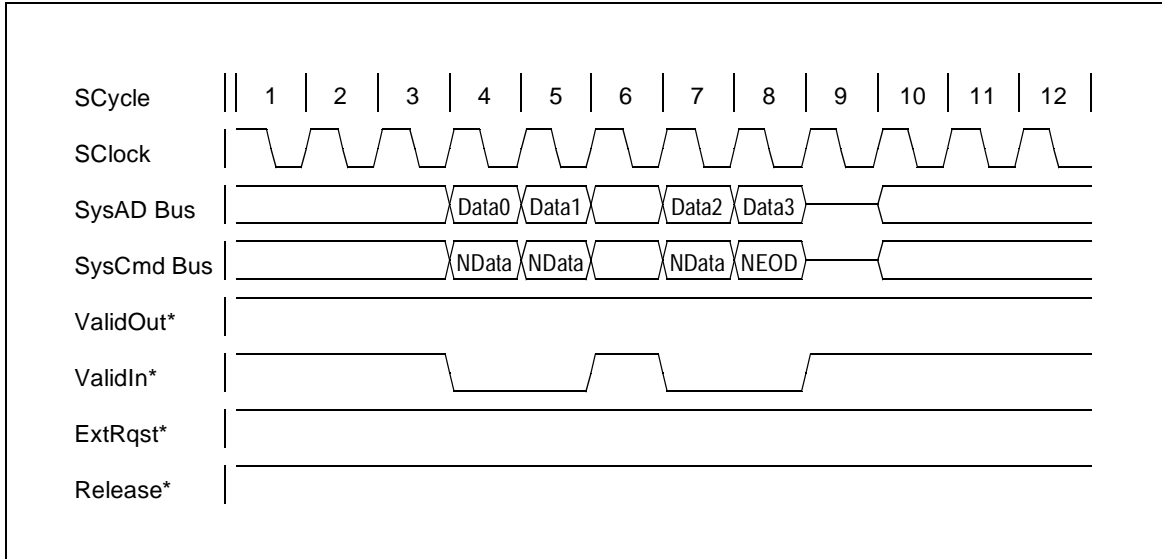 SCycle 1 2 3 4 5 6 7 8 9 10 11 12
SClock
SysAD Bus Data0 Data1 Data2 Data3
SysCmd Bus NData NData NData NEOD
ValidOut*
ValidIn*
ExtRqst*
Release*